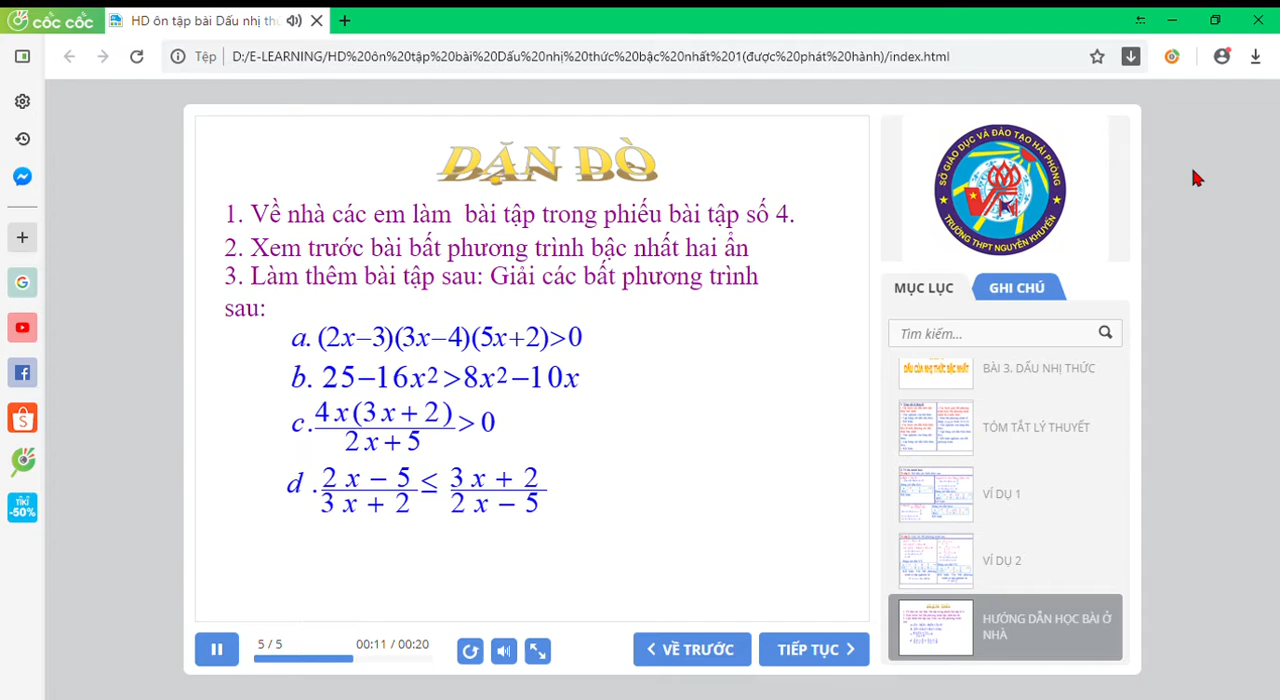 cốc cốc
HD ôn tập bài Dấu nhị thứ
Tệp
D:/E-LEARNING/HD%20ôn%20tập%20bài%20Dấu%20nhị%20thức%20bậc%20nhất%201(được%20phát%20hành)/index.html
DẶN DÒ
1. Về nhà các em làm bài tập trong phiếu bài tập số 4.
2. Xem trước bài bất phương trình bậc nhất hai ẩn
3. Làm thêm bài tập sau: Giải các bất phương trình
sau:
a. (2x−3)(3x−4)(5x+2)>0
b. 25−16x²>8x²−10x
c. 4x(3x+2)/(2x+5) > 0
d. (2x−5)/(3x+2) ≤ (3x+2)/(2x−5)
SỞ GIÁO DỤC VÀ ĐÀO TẠO HẢI PHÒNG
TRƯỜNG THPT NGUYỄN KHUYẾN
MỤC LỤC
GHI CHÚ
Tìm kiếm...
DẤU CỦA NHỊ THỨC BẬC NHẤT
BÀI 3. DẤU NHỊ THỨC
TÓM TẮT LÝ THUYẾT
VÍ DỤ 1
VÍ DỤ 2
HƯỚNG DẪN HỌC BÀI Ở
NHÀ
TIKI
-50%
5 / 5
00:11 / 00:20
VỀ TRƯỚC
TIẾP TỤC